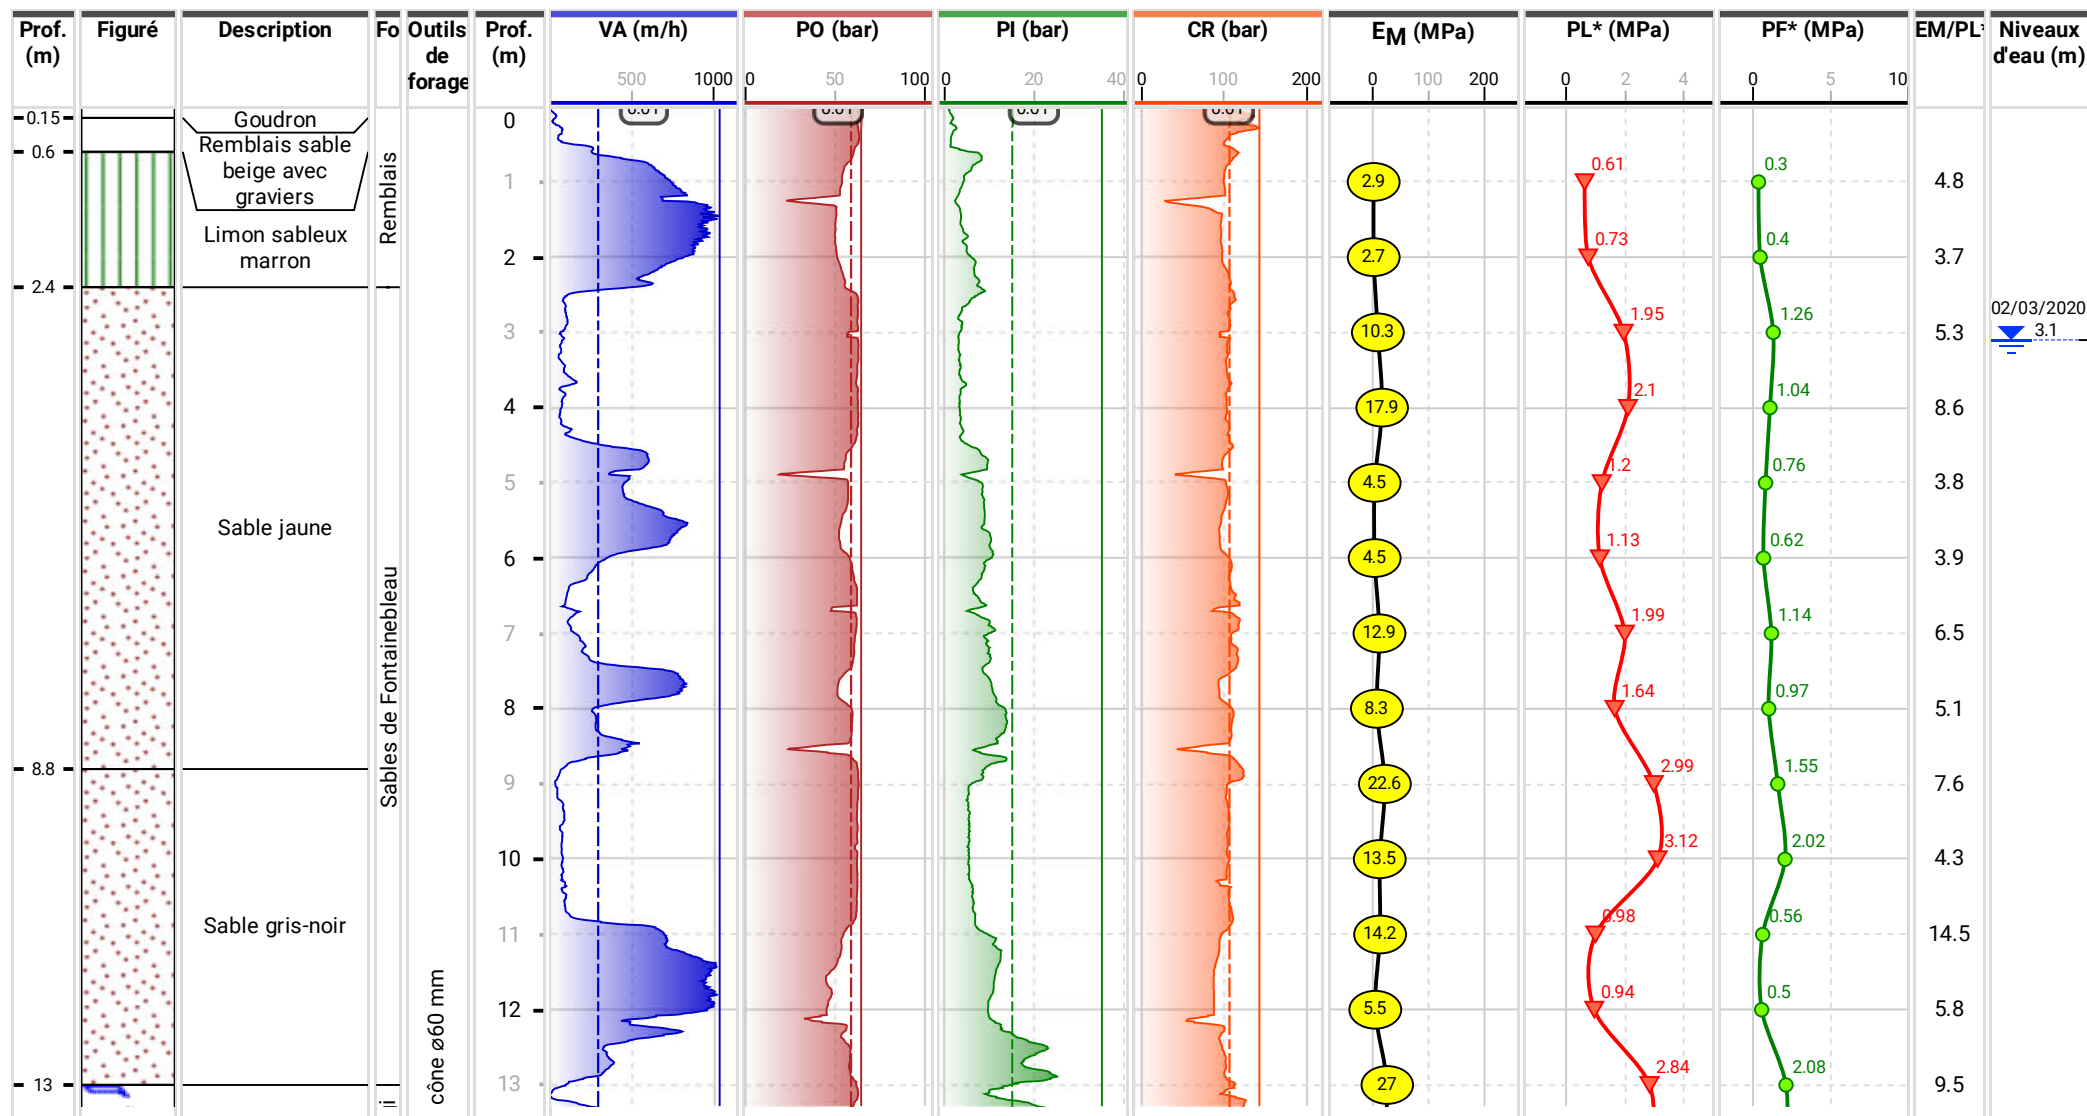 Prof. (m)
Figuré
Description
Fo
Outils de forage
Prof. (m)
VA (m/h)
PO (bar)
PI (bar)
CR (bar)
EM (MPa)
PL* (MPa)
PF* (MPa)
EM/PL*
Niveaux d'eau (m)
500 1000
0 50 100
0 20 40
0 100 200
0 100 200
0 2 4
0 5 10
0.15
Goudron
0
0.01 0.01 0.01 0.01
0.6
Remblais sable
beige avec
graviers
Remblais
1
2.9
0.61
0.3
4.8
Limon sableux
marron
2
2.7
0.73
0.4
3.7
2.4
02/03/2020
3.1
3
10.3
1.95
1.26
5.3
4
17.9
2.1
1.04
8.6
5
4.5
1.2
0.76
3.8
Sable jaune
6
4.5
1.13
0.62
3.9
Sables de Fontainebleau
7
12.9
1.99
1.14
6.5
8
8.3
1.64
0.97
5.1
8.8
9
22.6
2.99
1.55
7.6
10
13.5
3.12
2.02
4.3
Sable gris-noir
11
14.2
0.98
0.56
14.5
12
5.5
0.94
0.5
5.8
cône ø60 mm
13
13
27
2.84
2.08
9.5